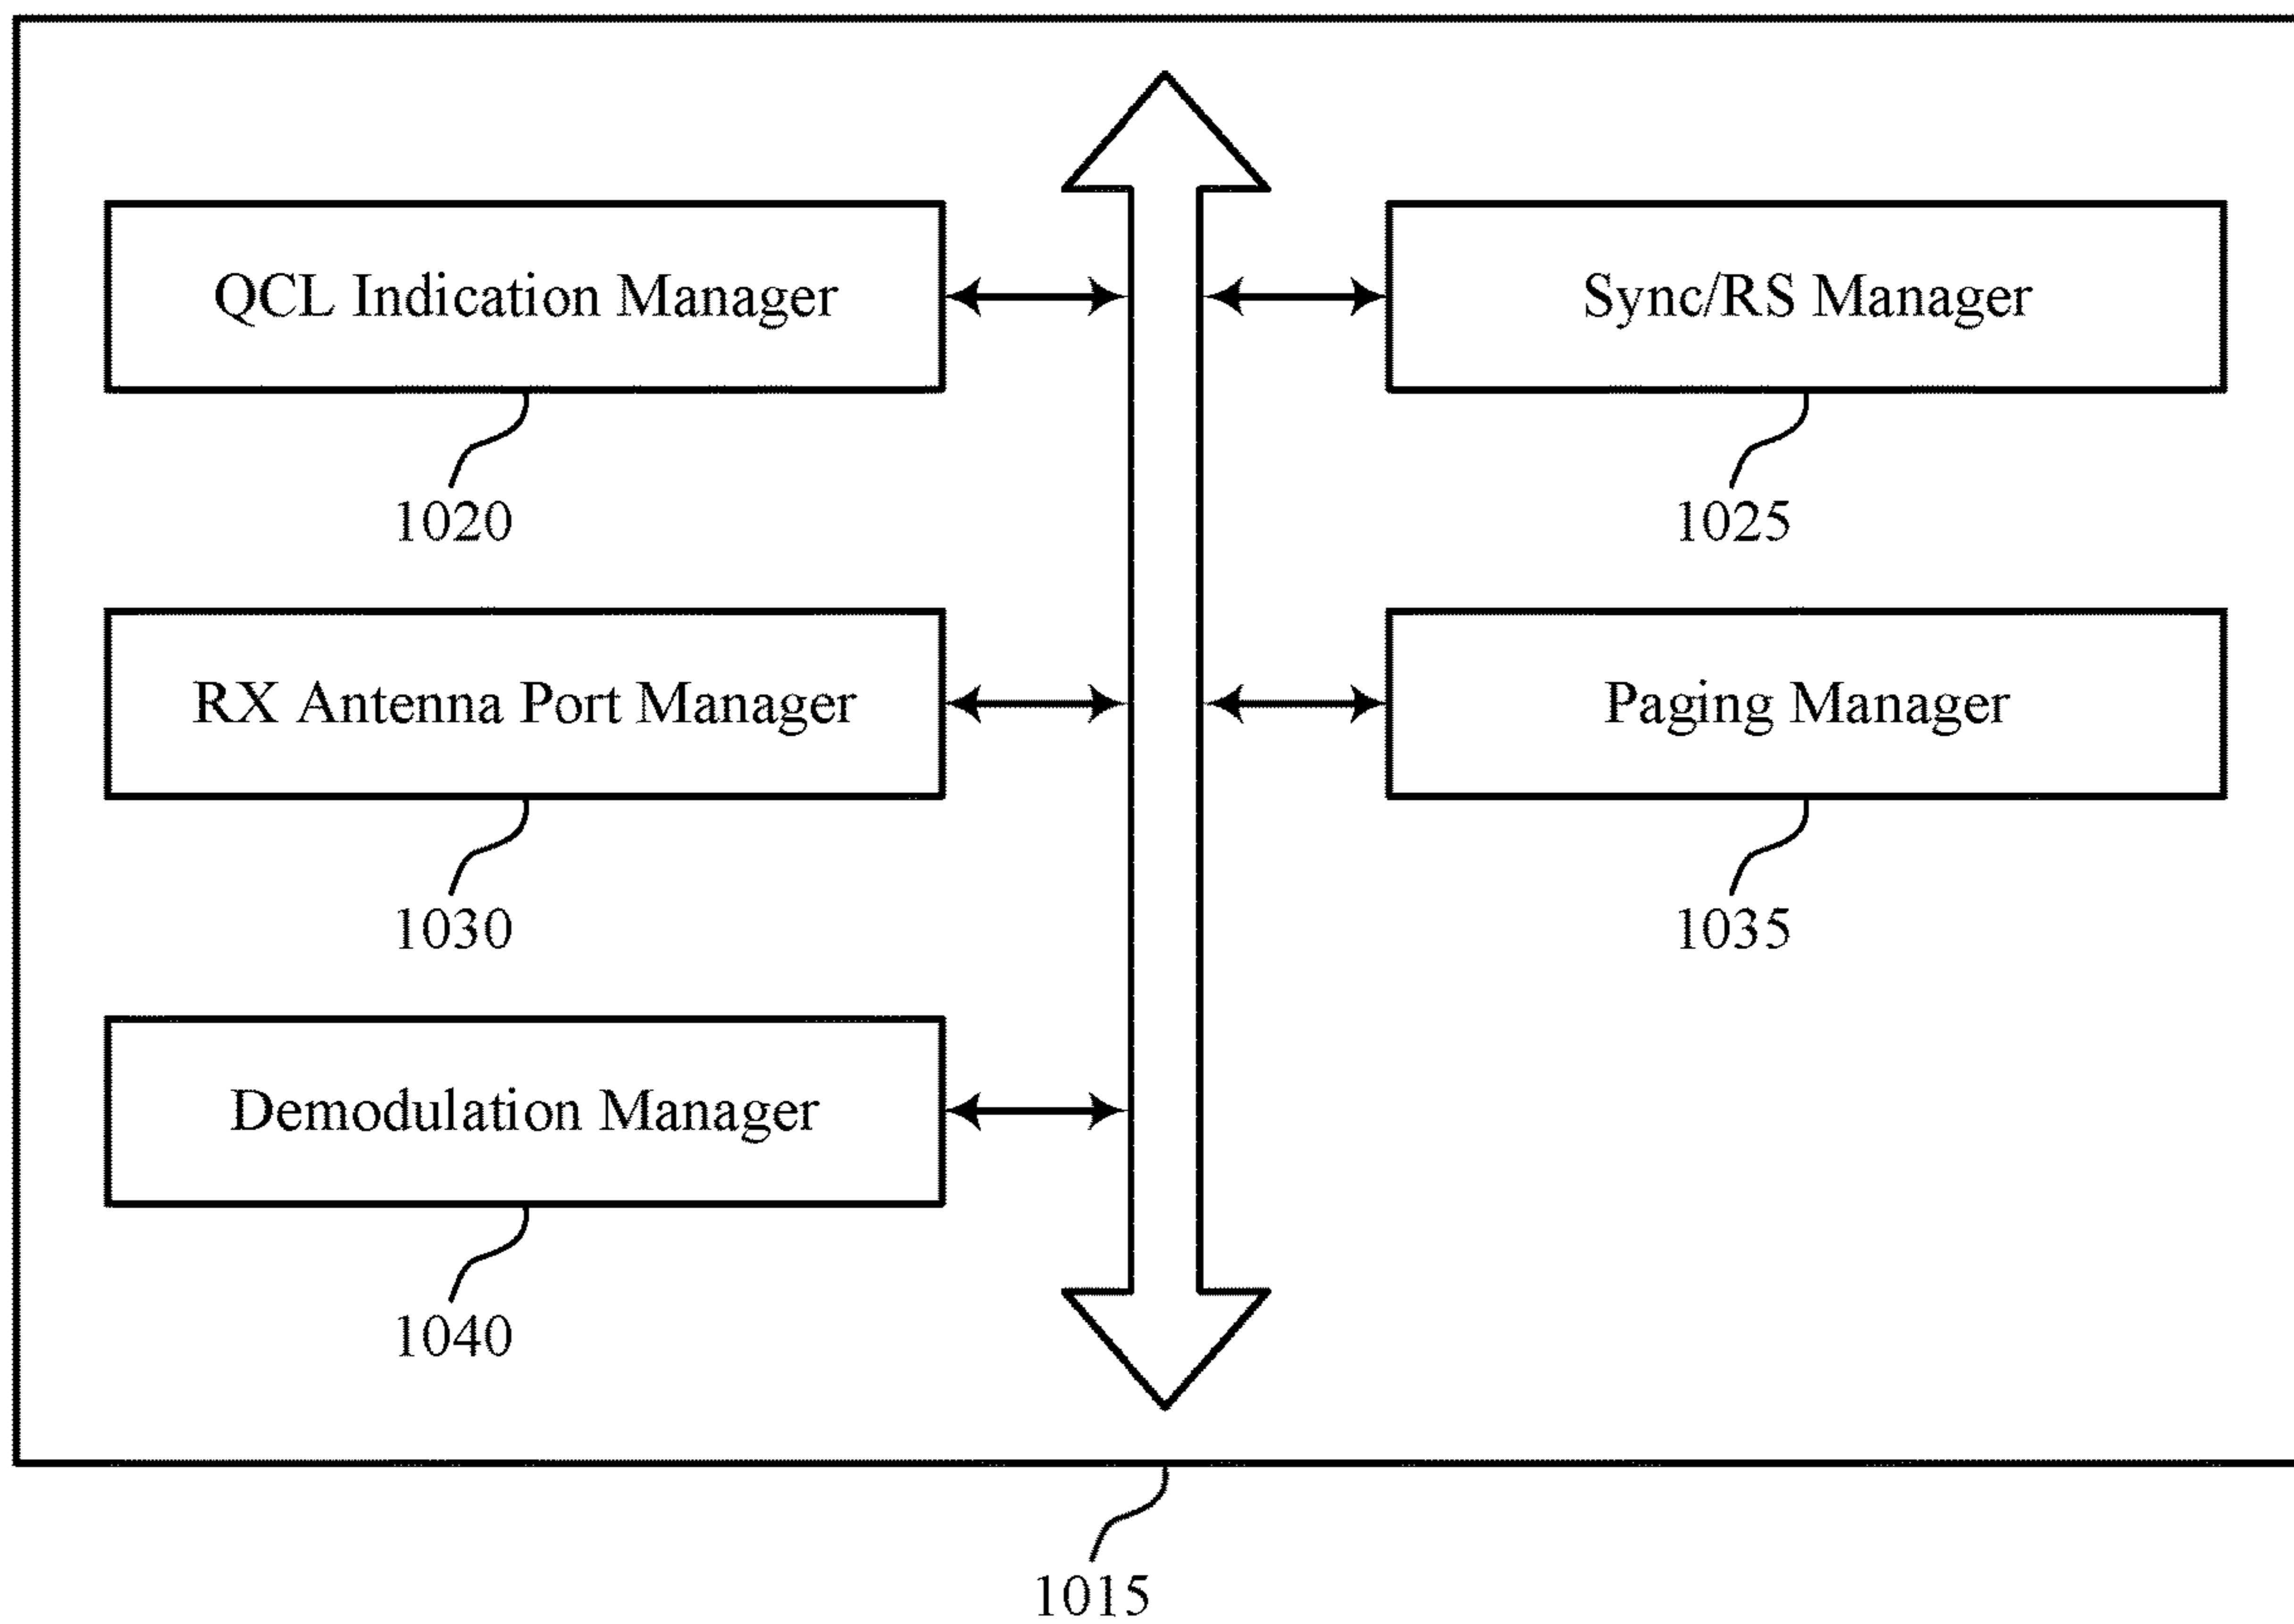 QCL Indication Manager
Sync/RS Manager
1020
1025
RX Antenna Port Manager
Paging Manager
1030
1035
Demodulation Manager
1040
1015